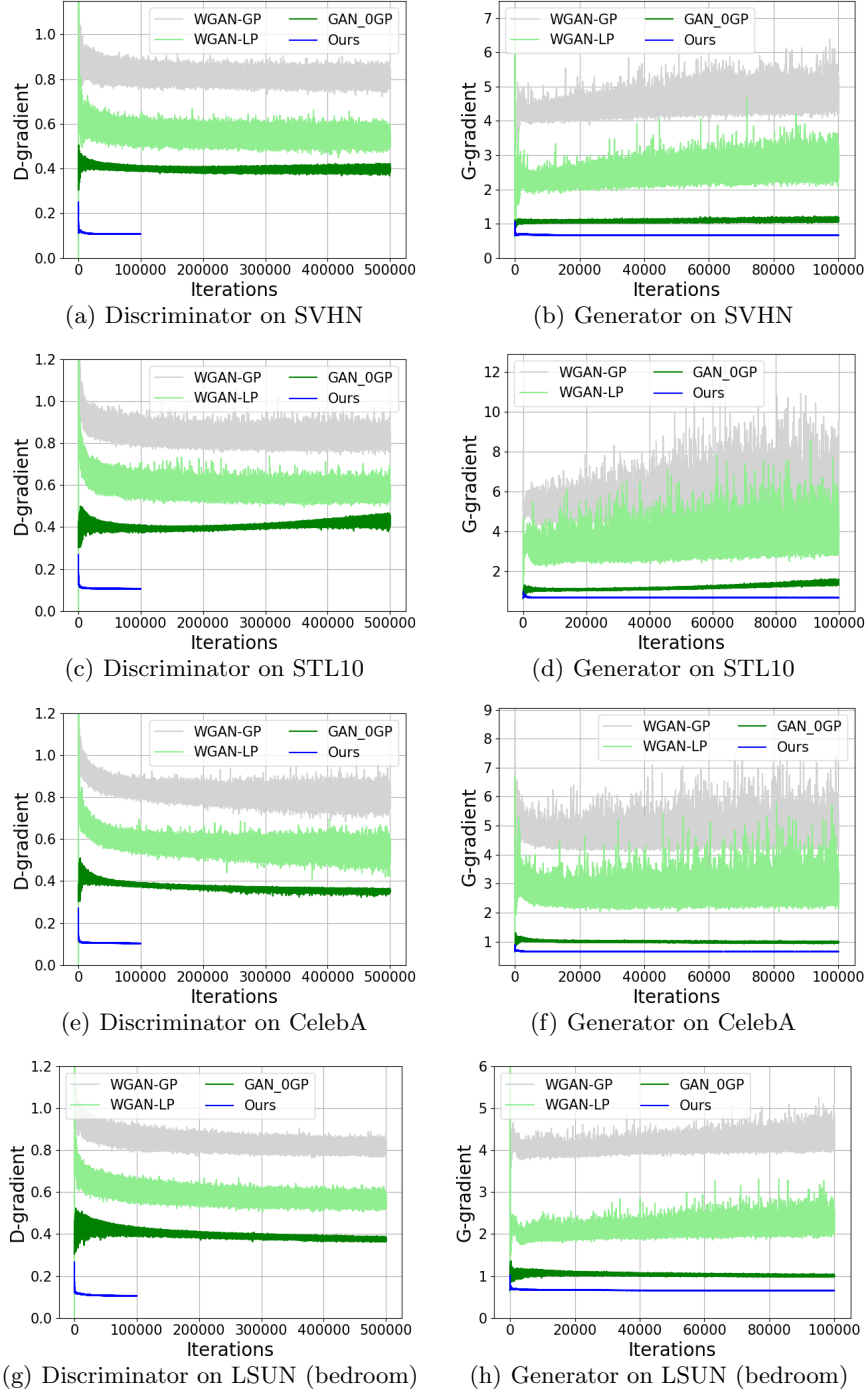 1.0
0.8
0.6
0.4
0.2
0.0
D-gradient
WGAN-GP GAN_0GP
WGAN-LP Ours
0 100000 200000 300000 400000 500000
Iterations
(a) Discriminator on SVHN
7
6
5
4
3
2
1
0
G-gradient
WGAN-GP GAN_0GP
WGAN-LP Ours
0 20000 40000 60000 80000 100000
Iterations
(b) Generator on SVHN
1.2
1.0
0.8
0.6
0.4
0.2
0.0
D-gradient
WGAN-GP GAN_0GP
WGAN-LP Ours
0 100000 200000 300000 400000 500000
Iterations
(c) Discriminator on STL10
12
10
8
6
4
2
G-gradient
WGAN-GP GAN_0GP
WGAN-LP Ours
0 20000 40000 60000 80000 100000
Iterations
(d) Generator on STL10
1.2
1.0
0.8
0.6
0.4
0.2
0.0
D-gradient
WGAN-GP GAN_0GP
WGAN-LP Ours
0 100000 200000 300000 400000 500000
Iterations
(e) Discriminator on CelebA
9
8
7
6
5
4
3
2
1
G-gradient
WGAN-GP GAN_0GP
WGAN-LP Ours
0 20000 40000 60000 80000 100000
Iterations
(f) Generator on CelebA
1.2
1.0
0.8
0.6
0.4
0.2
0.0
D-gradient
WGAN-GP GAN_0GP
WGAN-LP Ours
0 100000 200000 300000 400000 500000
Iterations
(g) Discriminator on LSUN (bedroom)
6
5
4
3
2
1
0
G-gradient
WGAN-GP GAN_0GP
WGAN-LP Ours
0 20000 40000 60000 80000 100000
Iterations
(h) Generator on LSUN (bedroom)